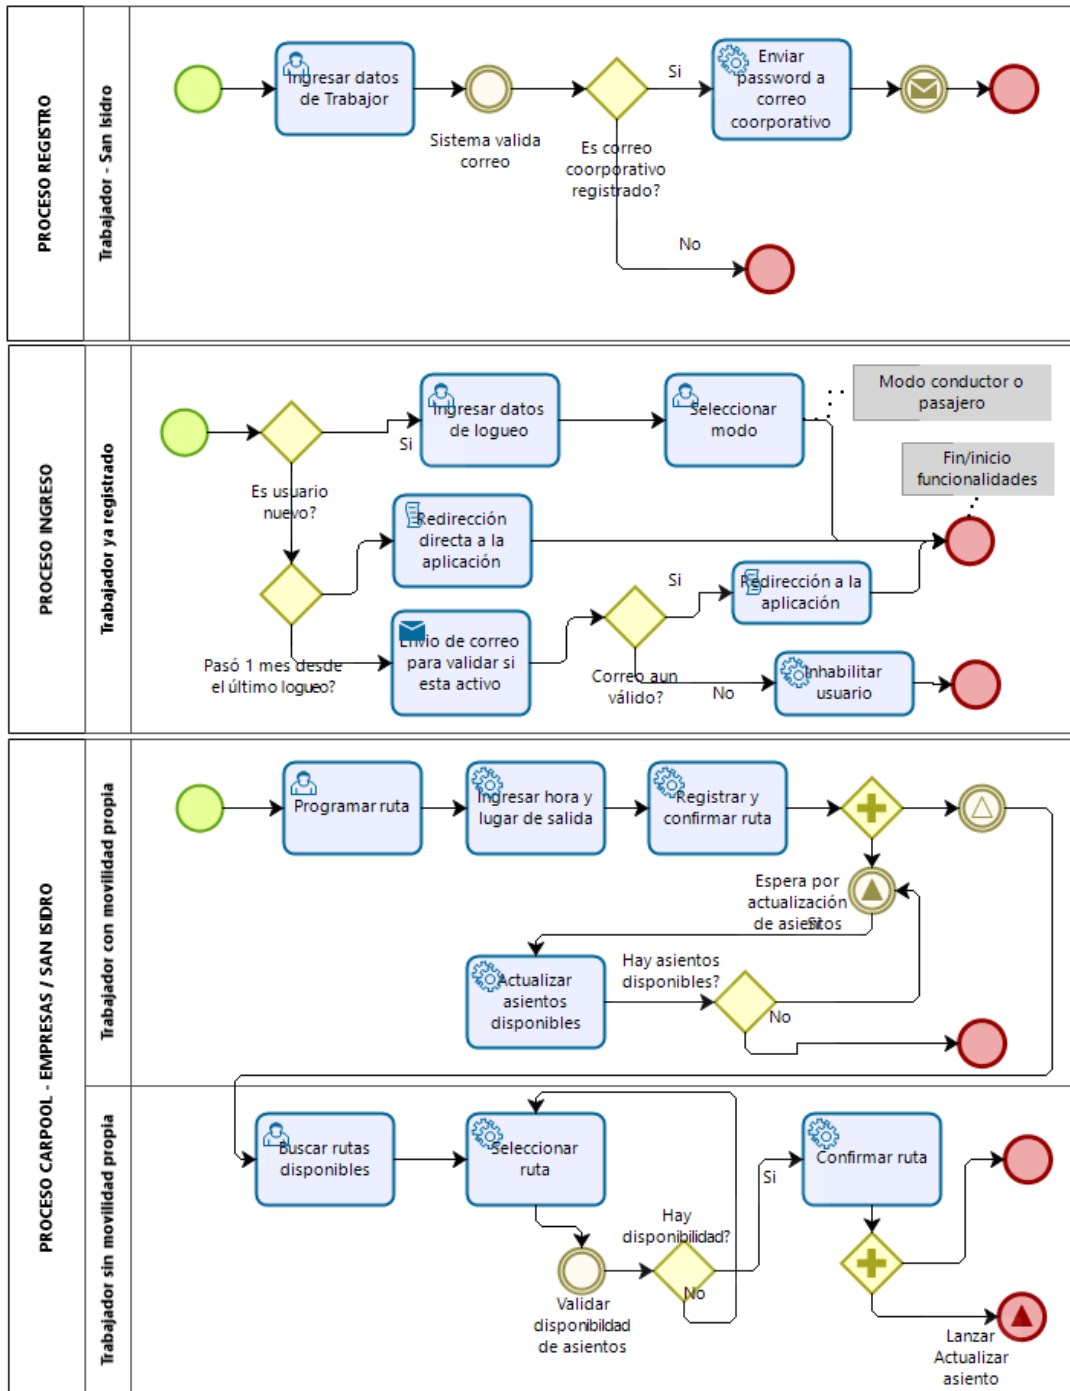 PROCESO REGISTRO
Trabajador - San Isidro
Ingresar datos
de Trabajor
Sistema valida
correo
Es correo
coorporativo
registrado?
Si
Enviar
password a
correo
coorporativo
No
PROCESO INGRESO
Trabajador ya registrado
Es usuario
nuevo?
Si
Ingresar datos
de logueo
Seleccionar
modo
Modo conductor o
pasajero
Fin/inicio
funcionalidades
Redirección
directa a la
aplicación
Pasó 1 mes desde
el último logueo?
Envio de correo
para validar si
esta activo
Correo aun
válido?
Si
Redirección a la
aplicación
No
Inhabilitar
usuario
PROCESO CARPOOL - EMPRESAS / SAN ISIDRO
Trabajador con movilidad propia
Programar ruta
Ingresar hora y
lugar de salida
Registrar y
confirmar ruta
Espera por
actualización
de asientos
Si
Actualizar
asientos
disponibles
Hay asientos
disponibles?
No
Trabajador sin movilidad propia
Buscar rutas
disponibles
Seleccionar
ruta
Validar
disponibildad
de asientos
Hay
disponibilidad?
No
Si
Confirmar ruta
Lanzar
Actualizar
asiento